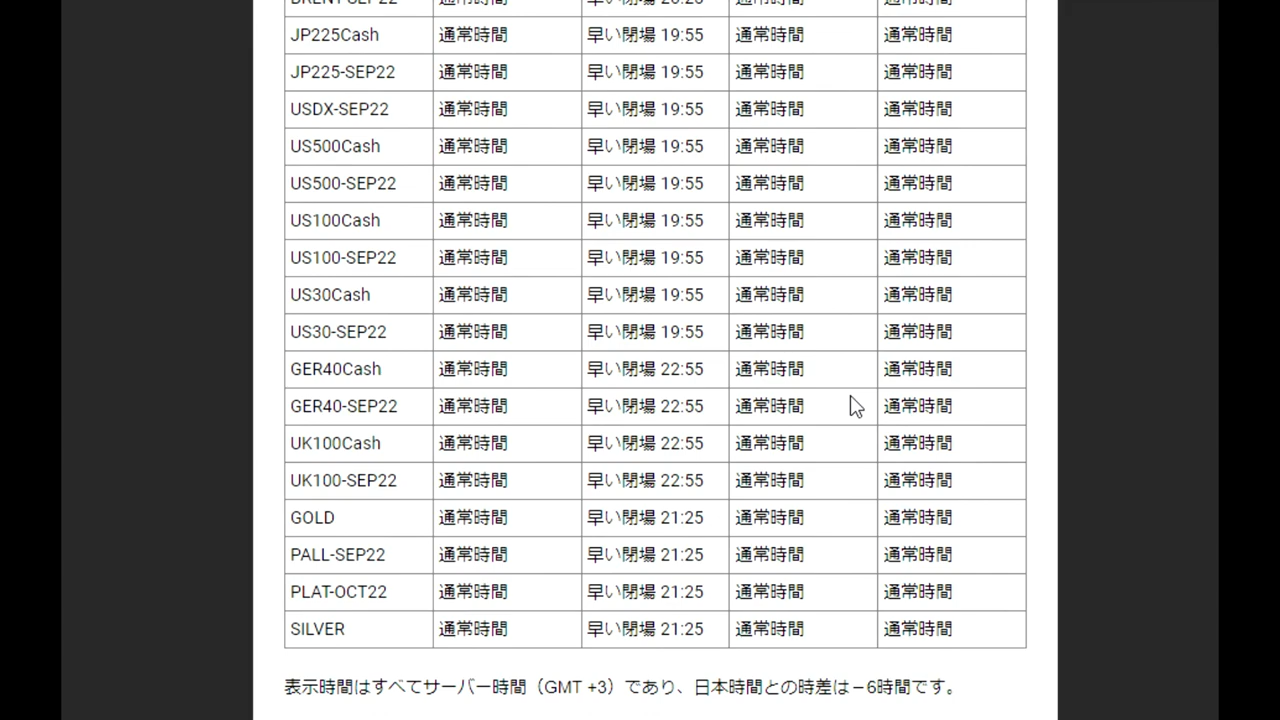 JP225Cash 通常時間 早い閉場 19:55 通常時間 通常時間
JP225-SEP22 通常時間 早い閉場 19:55 通常時間 通常時間
USDX-SEP22 通常時間 早い閉場 19:55 通常時間 通常時間
US500Cash 通常時間 早い閉場 19:55 通常時間 通常時間
US500-SEP22 通常時間 早い閉場 19:55 通常時間 通常時間
US100Cash 通常時間 早い閉場 19:55 通常時間 通常時間
US100-SEP22 通常時間 早い閉場 19:55 通常時間 通常時間
US30Cash 通常時間 早い閉場 19:55 通常時間 通常時間
US30-SEP22 通常時間 早い閉場 19:55 通常時間 通常時間
GER40Cash 通常時間 早い閉場 22:55 通常時間 通常時間
GER40-SEP22 通常時間 早い閉場 22:55 通常時間 通常時間
UK100Cash 通常時間 早い閉場 22:55 通常時間 通常時間
UK100-SEP22 通常時間 早い閉場 22:55 通常時間 通常時間
GOLD 通常時間 早い閉場 21:25 通常時間 通常時間
PALL-SEP22 通常時間 早い閉場 21:25 通常時間 通常時間
PLAT-OCT22 通常時間 早い閉場 21:25 通常時間 通常時間
SILVER 通常時間 早い閉場 21:25 通常時間 通常時間
表示時間はすべてサーバー時間（GMT +3）であり、日本時間との時差は－6時間です。